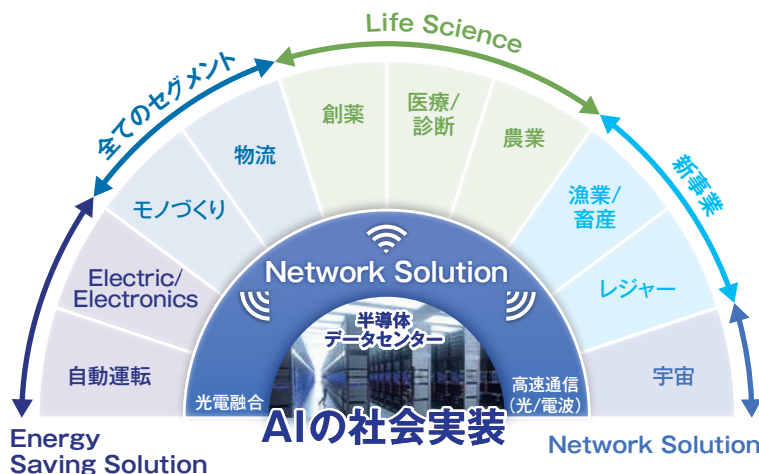 Life Science
全てのセグメント
新事業
創薬
医療/
診断
農業
物流
モノづくり
漁業/
畜産
Electric/
Electronics
レジャー
自動運転
宇宙
Network Solution
半導体
データセンター
光電融合
高速通信
(光/電波)
AIの社会実装
Energy
Saving Solution
Network Solution